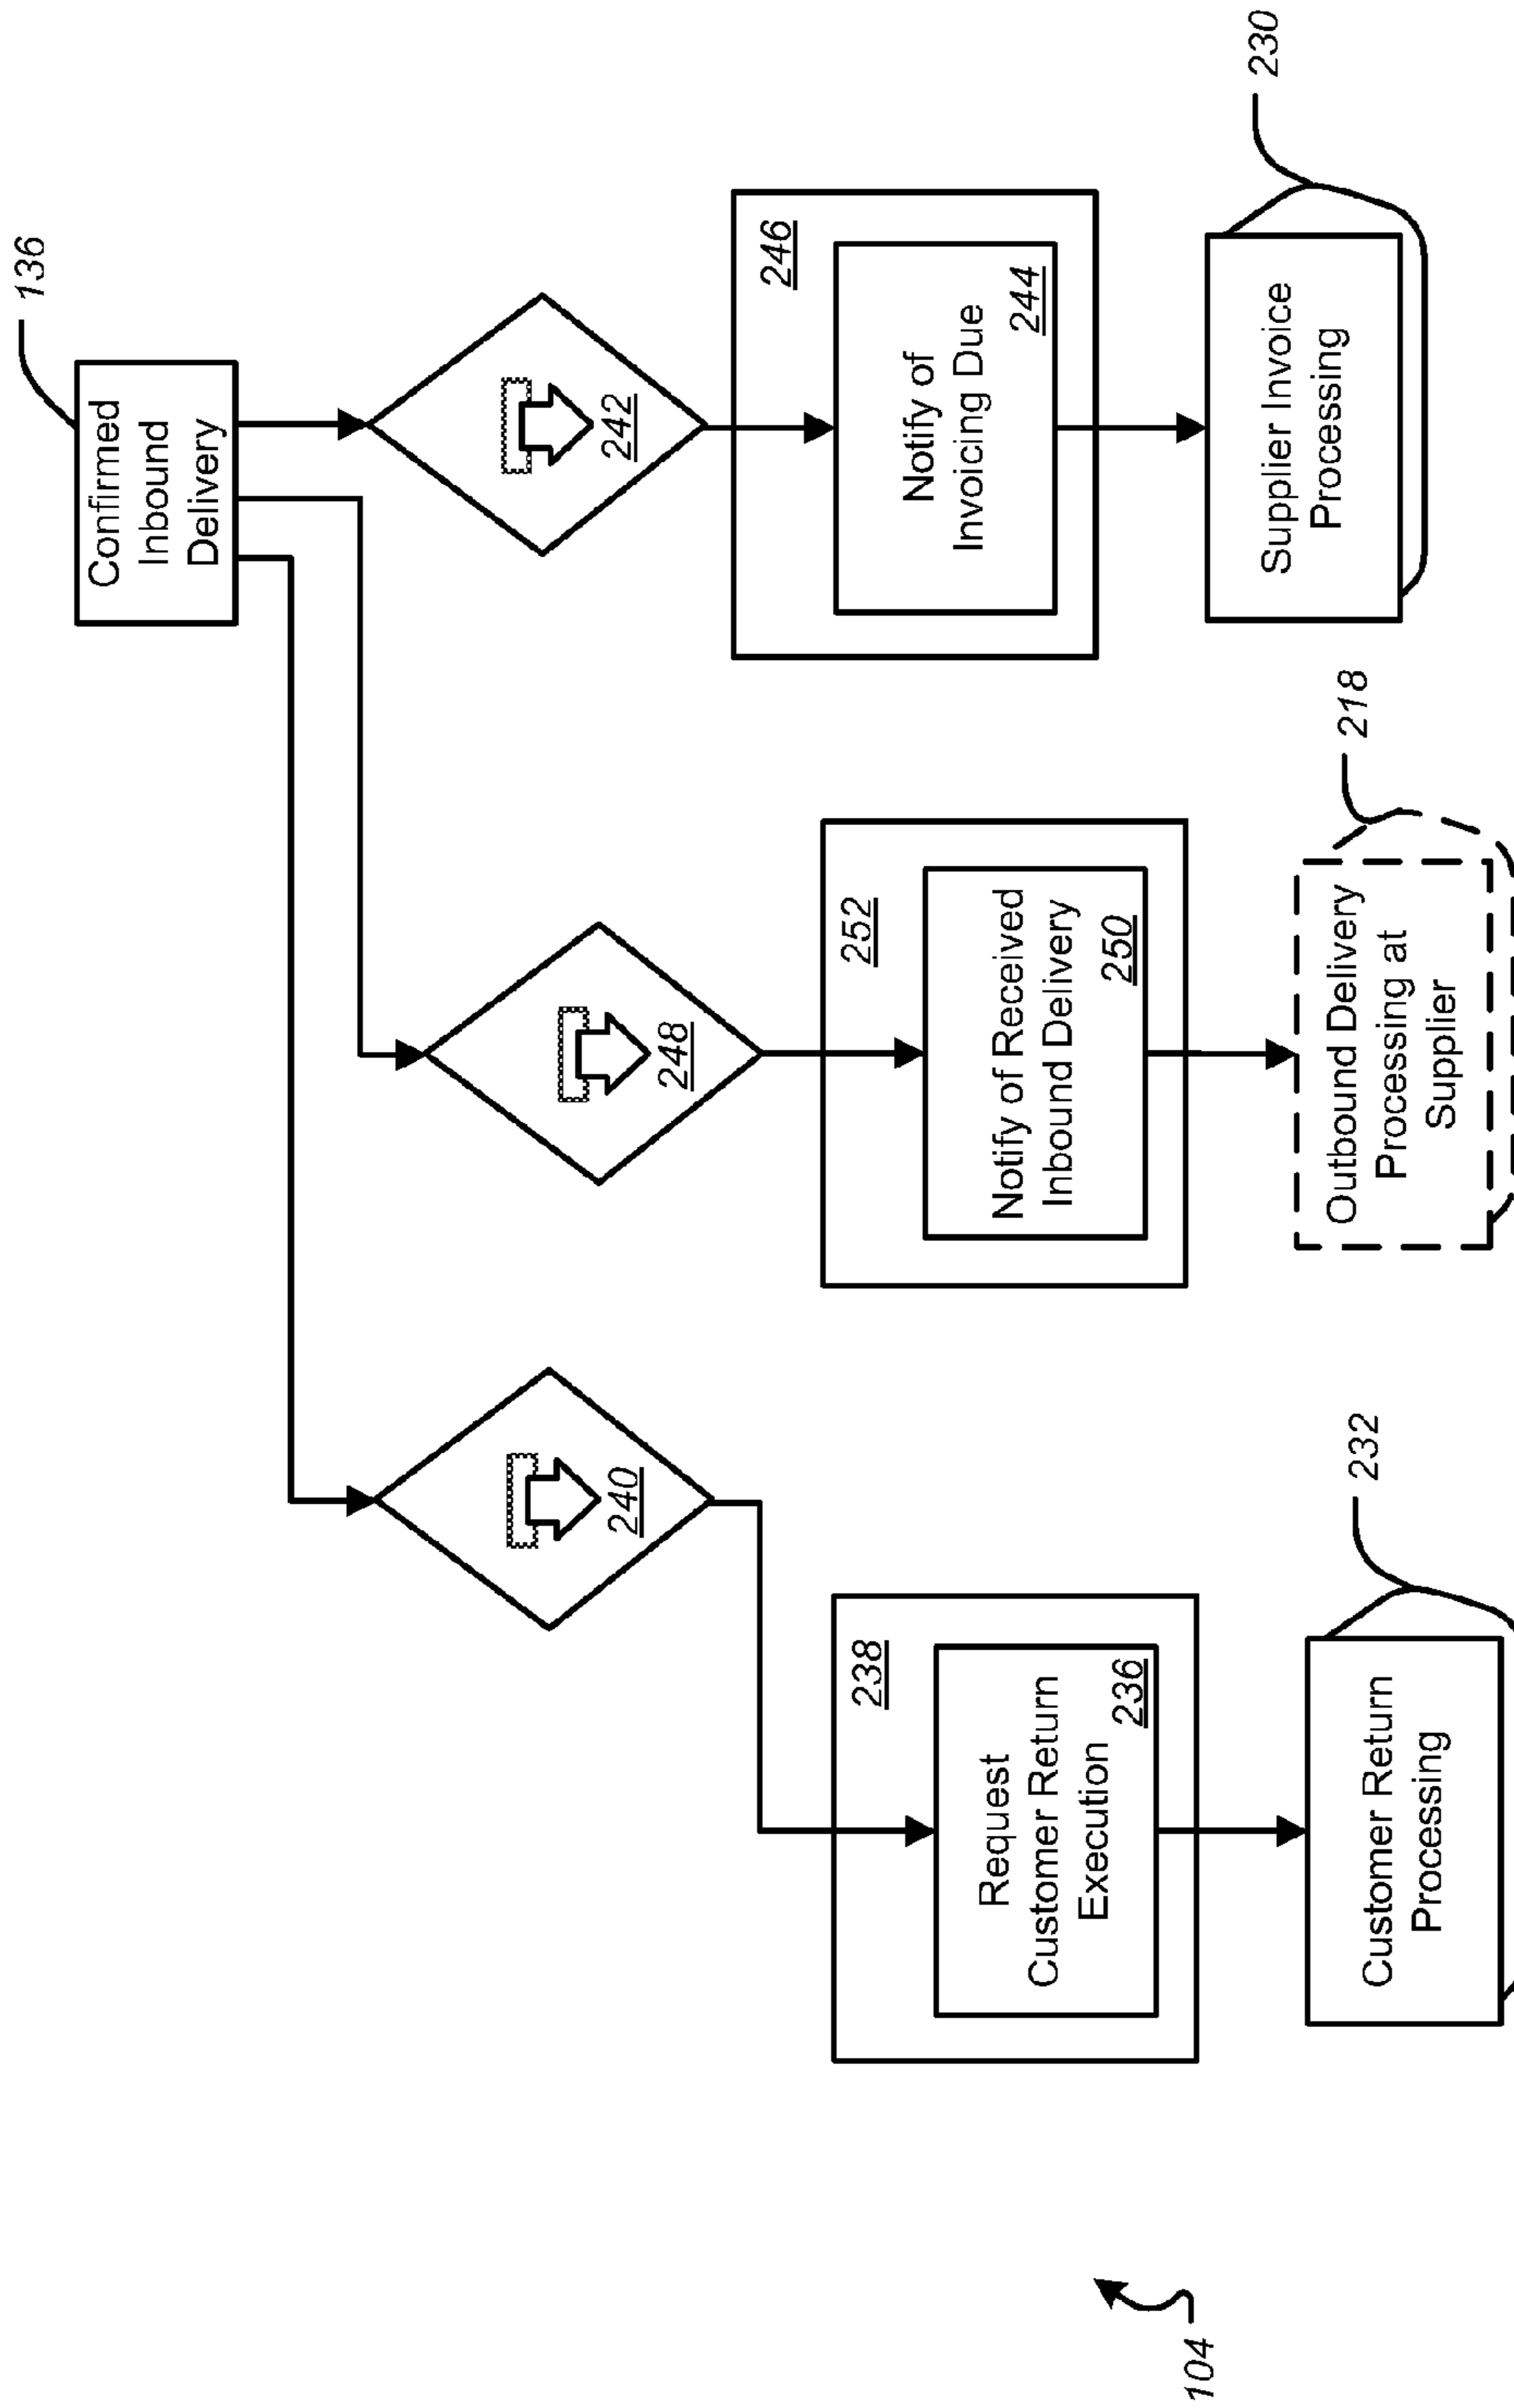 136
Confirmed
Inbound
Delivery
240
248
242
238
Request
Customer Return
Execution
236
252
Notify of Received
Inbound Delivery
250
246
Notify of
Invoicing Due
244
232
Customer Return
Processing
218
Outbound Delivery
Processing at
Supplier
230
Supplier Invoice
Processing
104